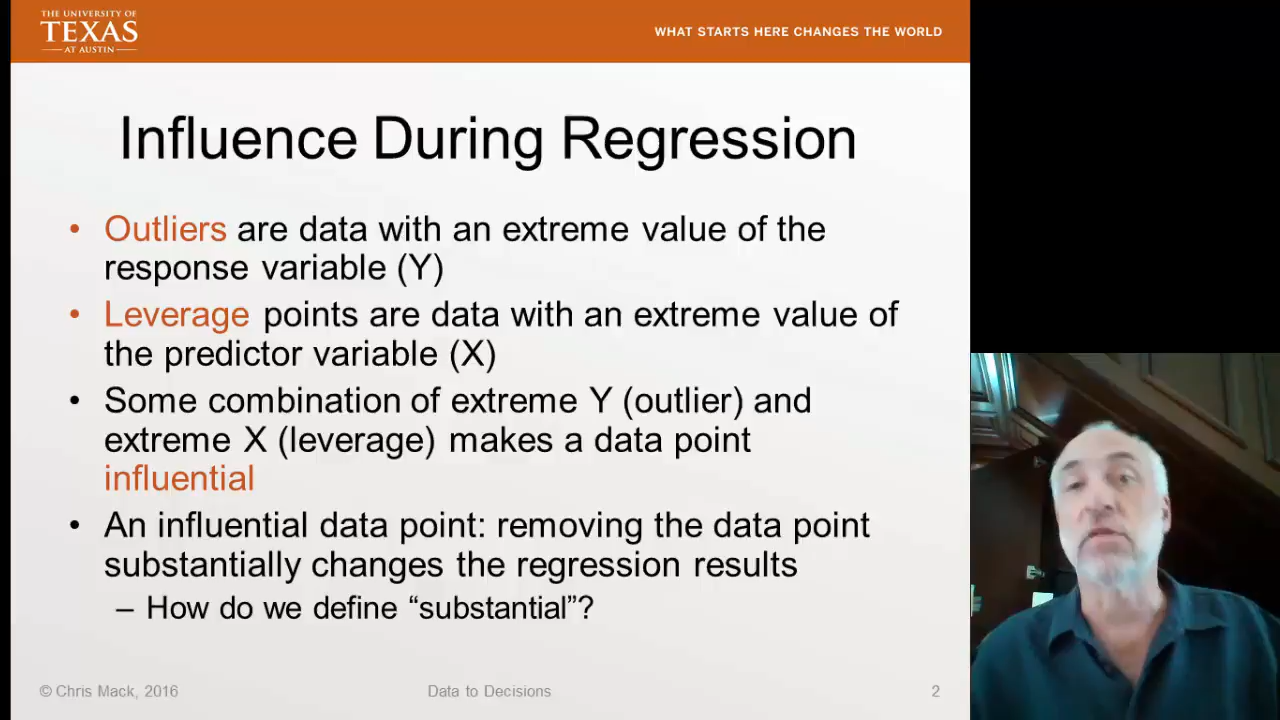 THE UNIVERSITY OF
TEXAS
AT AUSTIN
WHAT STARTS HERE CHANGES THE WORLD
Influence During Regression
• Outliers are data with an extreme value of the
response variable (Y)
• Leverage points are data with an extreme value of
the predictor variable (X)
• Some combination of extreme Y (outlier) and
extreme X (leverage) makes a data point
influential
• An influential data point: removing the data point
substantially changes the regression results
– How do we define “substantial”?
© Chris Mack, 2016
Data to Decisions
2